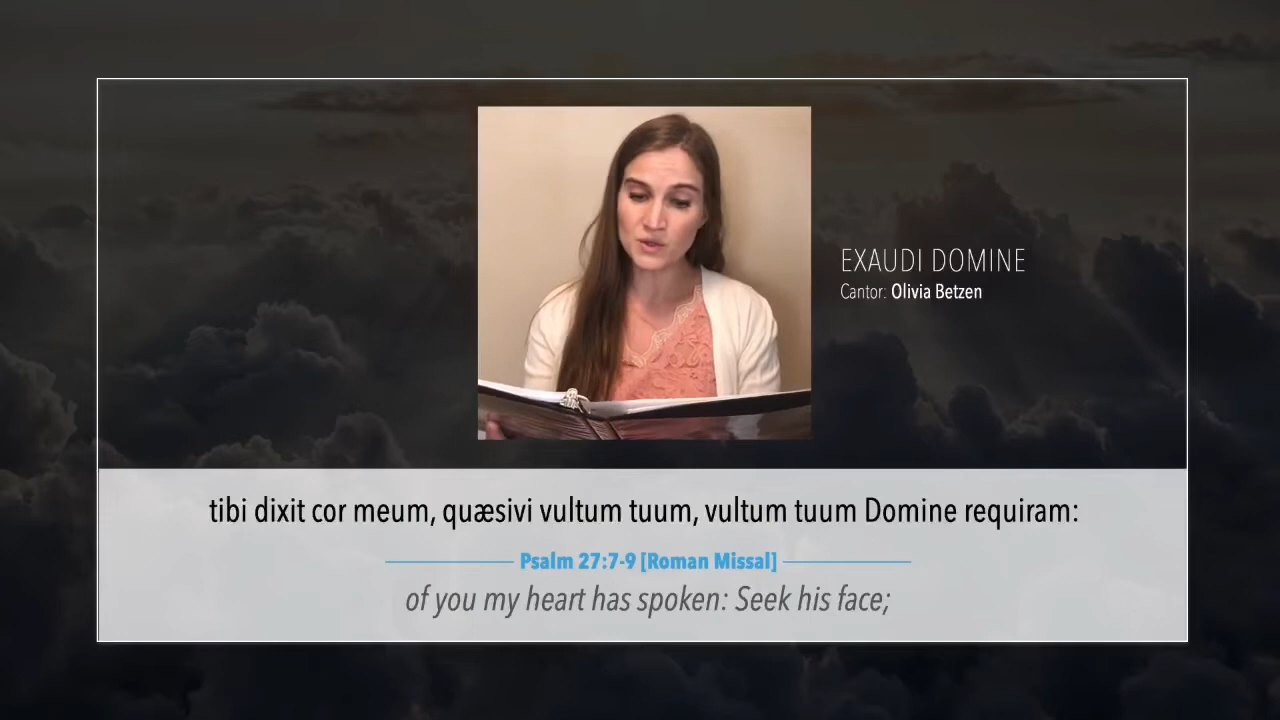 EXAUDI DOMINE
Cantor: Olivia Betzen
tibi dixit cor meum, quæsivi vultum tuum, vultum tuum Domine requiram:
Psalm 27:7-9 [Roman Missal]
of you my heart has spoken: Seek his face;